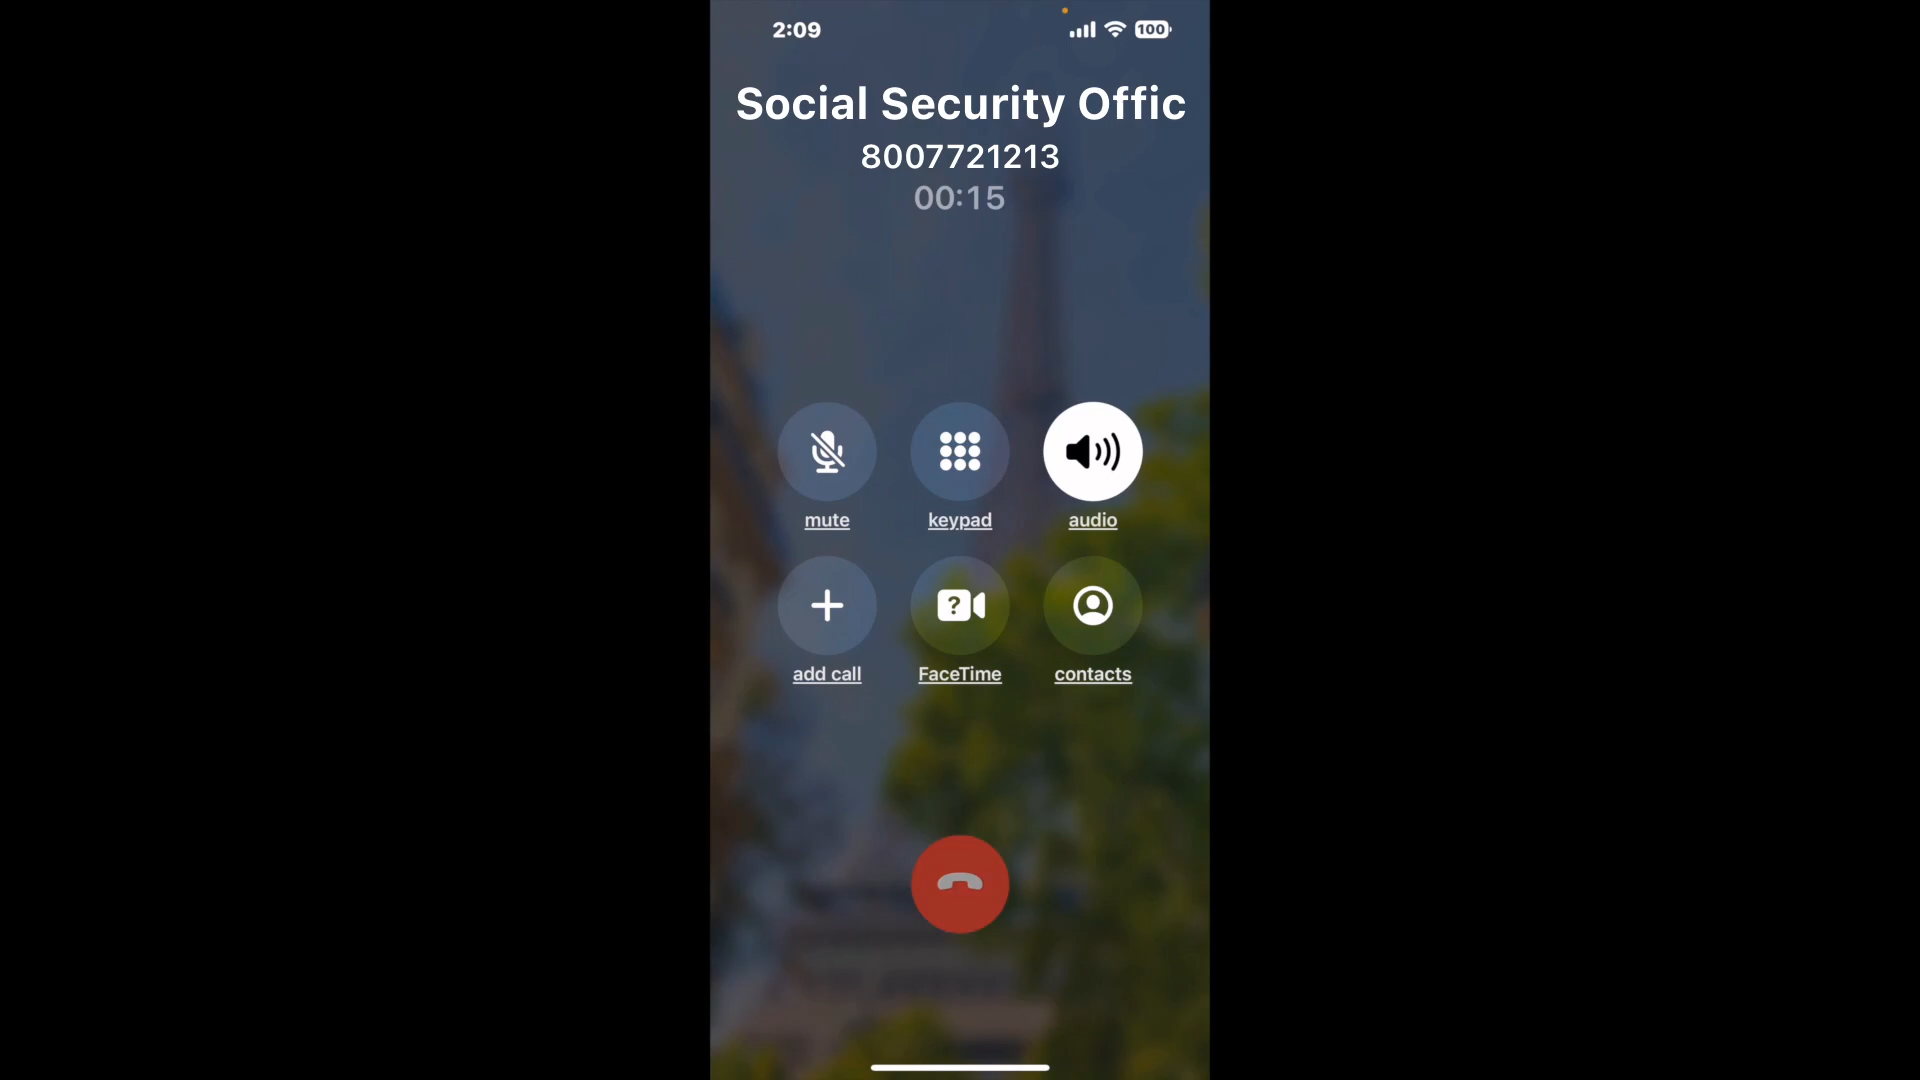 2:09
100
Social Security Offic
8007721213
00:15
mute
keypad
audio
?
add call
FaceTime
contacts